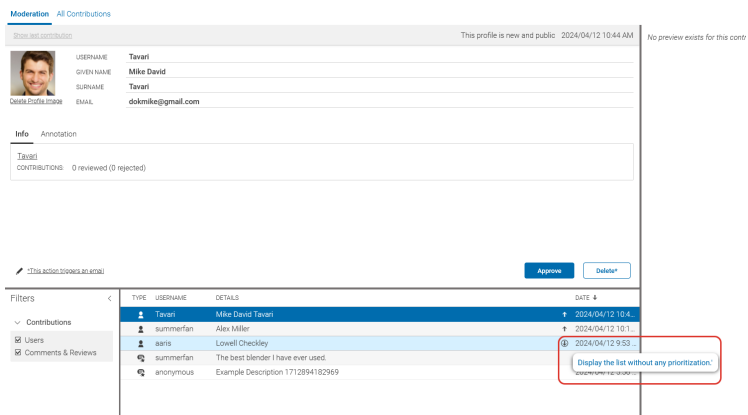 Moderation All Contributions
Show last contribution This profile is new and public 2024/04/12 10:44 AM
No preview exists for this contr
USERNAME Tavari
GIVEN NAME Mike David
SURNAME Tavari
Delete Profile Image EMAIL dokmike@gmail.com
Info Annotation
Tavari
CONTRIBUTIONS: 0 reviewed (0 rejected)
*This action triggers an email Approve Delete*
Filters < TYPE USERNAME DETAILS DATE
Contributions
Users
Comments & Reviews
Tavari Mike David Tavari 2024/04/12 10:4...
summerfan Alex Miller 2024/04/12 10:1...
aaris Lowell Checkley 2024/04/12 9:53 ...
summerfan The best blender I have ever used.
Display the list without any prioritization.'
anonymous Example Description 1712894182969